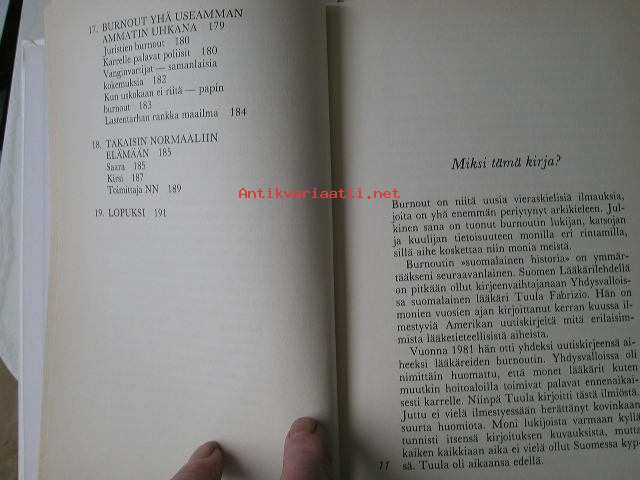 17. BURNOUT YHÄ USEAMMAN
AMMATIN UHKANA 179
Juristien burnout 180
Karrelle palavat poliisit 180
Vanginvartijat — samanlaisia
kokemuksia 182
Kun uskokaan ei riitä — papin
burnout 183
Lastentarhan rankka maailma 184
18. TAKAISIN NORMAALIIN
ELÄMÄÄN 185
Saara 185
Kirsi 187
Toimittaja NN 189
19. LOPUKSI 191
Antikvariaatti.net
Miksi tämä kirja?
Burnout on niitä uusia vieraskielisiä ilmauksia,
joita on yhä enemmän periytynyt arkikieleen. Jul-
kinen sana on tuonut burnoutin lukijan, katsojan
ja kuulijan tietoisuuteen monilla eri rintamilla,
sillä aihe koskettaa niin monia meistä.
Burnoutin »suomalainen historia» on ymmär-
tääkseni seuraavanlainen. Suomen Lääkärilehdellä
on pitkään ollut kirjeenvaihtajanaan Yhdysvallois-
sa suomalainen lääkäri Tuula Fabrizio. Hän on
monien vuosien ajan kirjoittanut kerran kuussa ilm-
estyviä Amerikan uutiskirjeitä mitä erilaisim-
mista lääketieteellisistä aiheista.
Vuonna 1981 hän otti yhdeksi uutiskirjeensä ai-
heeksi lääkäreiden burnoutin. Yhdysvalloissa oli
nimittäin huomattu, että monet lääkärit kuten
muutkin hoitoaloilla toimivat palavat ennenaikai-
sesti karrelle. Niinpä Tuula kirjoitti tästä ilmiöstä.
Juttu ei vielä ilmestyessään herättänyt kovinkaan
suurta huomiota. Moni lukijoista varmaan kyllä
tunnisti itsensä kirjoituksen kuvauksista, mutta
kaiken kaikkiaan aika ei vielä ollut Suomessa kyp-
sä. Tuula oli aikaansa edellä.
11